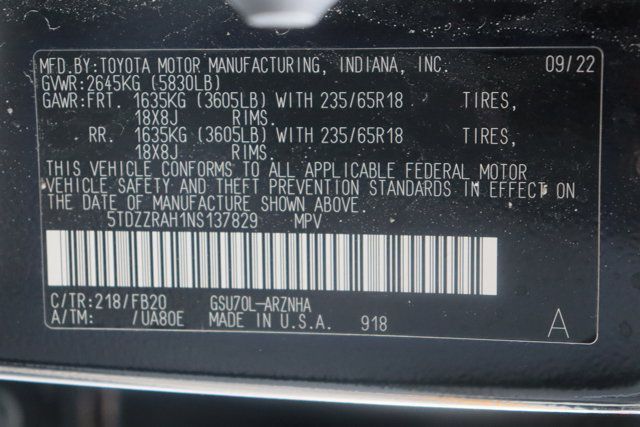 MFD.BY:TOYOTA MOTOR MANUFACTURING, INDIANA, INC. 09/22
GVWR:2645KG (5830LB)
GAWR:FRT. 1635KG (3605LB) WITH 235/65R18 TIRES,
18X8J RIMS.
RR. 1635KG (3605LB) WITH 235/65R18 TIRES,
18X8J RIMS.
THIS VEHICLE CONFORMS TO ALL APPLICABLE FEDERAL MOTOR
VEHICLE SAFETY AND THEFT PREVENTION STANDARDS IN EFFECT ON
THE DATE OF MANUFACTURE SHOWN ABOVE.
5TDZZRAH1NS137829 MPV
C/TR:218/FB20 GSU70L-ARZNHA
A/TM: /UA80E MADE IN U.S.A. 918 A